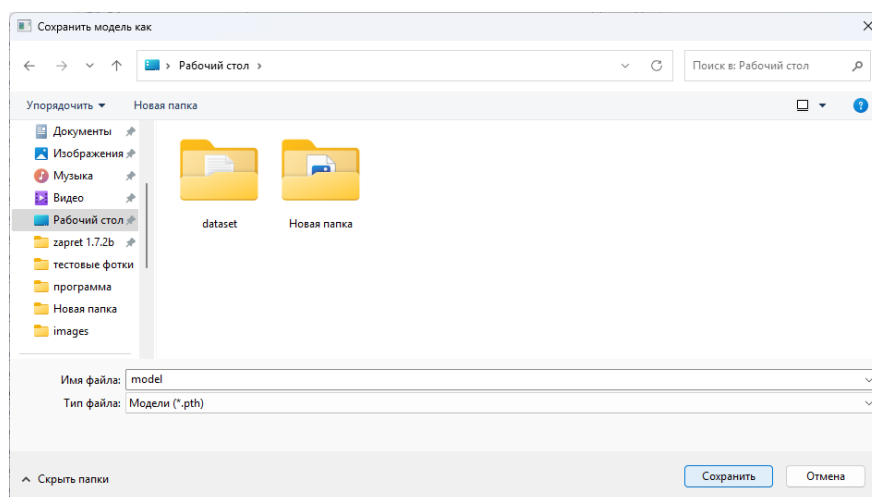 Сохранить модель как
Рабочий стол
Поиск в: Рабочий стол
Упорядочить
Новая папка
Документы
Изображения
Музыка
Видео
Рабочий стол
zapret 1.7.2b
тестовые фотки
программа
Новая папка
images
dataset
Новая папка
Имя файла: model
Тип файла: Модели (*.pth)
Скрыть папки
Сохранить
Отмена